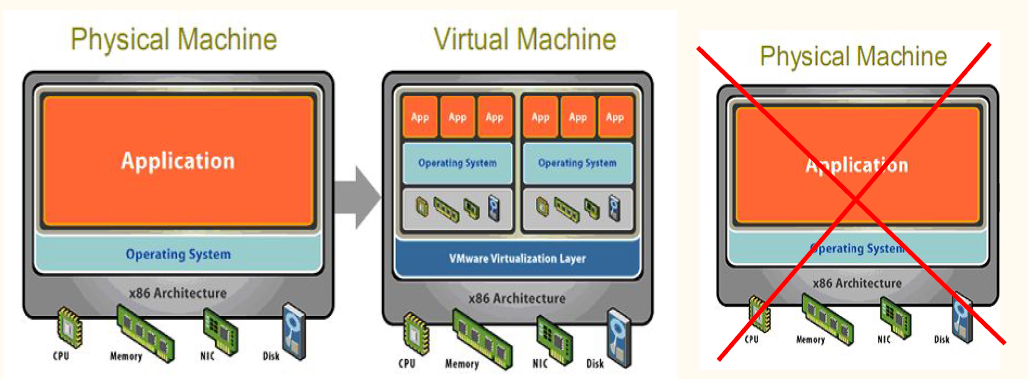 Physical Machine
Application
Operating System
x86 Architecture
CPU
Memory
NIC
Disk
Virtual Machine
App App App App App App
Operating System Operating System
VMware Virtualization Layer
x86 Architecture
CPU
Memory
NIC
Disk
Physical Machine
Application
Operating System
x86 Architecture
CPU
Memory
NIC
Disk